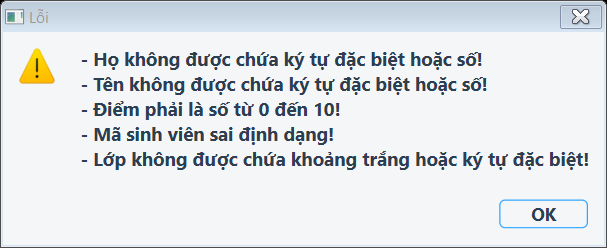 Lỗi
- Họ không được chứa ký tự đặc biệt hoặc số!
- Tên không được chứa ký tự đặc biệt hoặc số!
- Điểm phải là số từ 0 đến 10!
- Mã sinh viên sai định dạng!
- Lớp không được chứa khoảng trắng hoặc ký tự đặc biệt!
OK